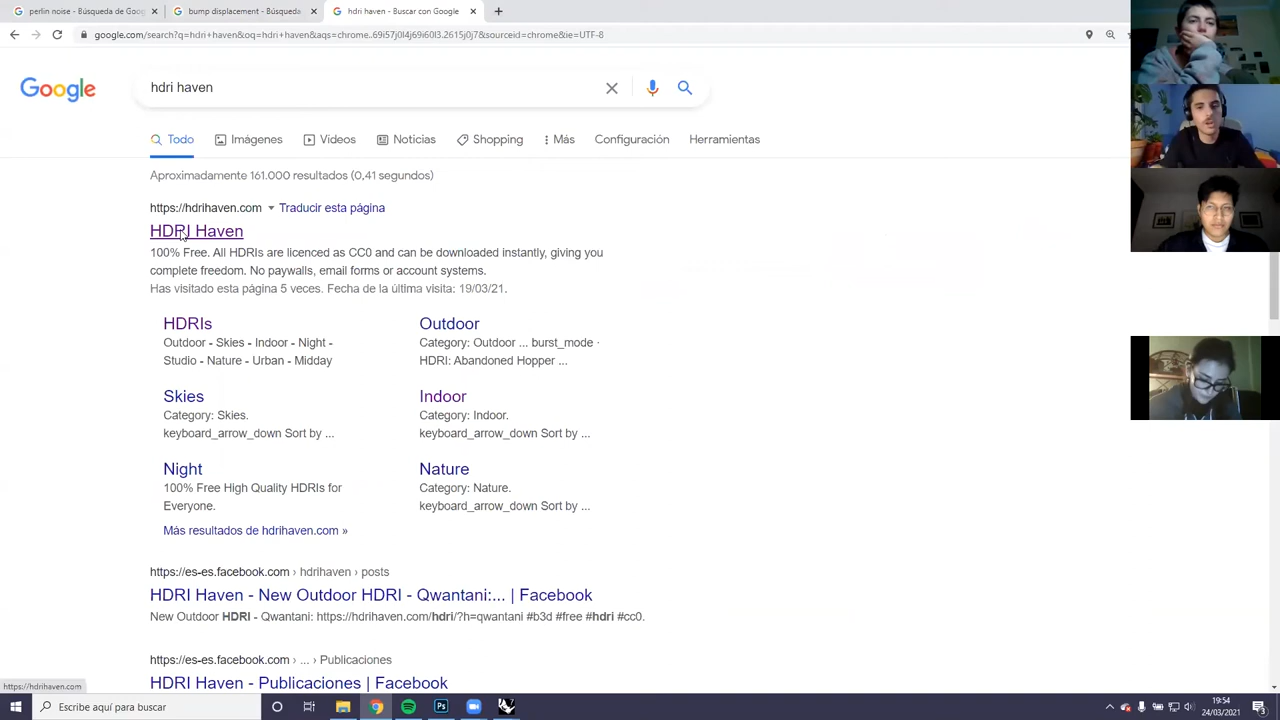 perlin noise - Búsqueda de Goog
bump displacement - Búsqueda
hdri haven - Buscar con Google
google.com/search?q=hdri+haven&oq=hdri+haven&aqs=chrome..69i57j0l4j69i60l3.2615j0j7&sourceid=chrome&ie=UTF-8
Google
hdri haven
Todo Imágenes Vídeos Noticias Shopping Más Configuración Herramientas
Aproximadamente 161.000 resultados (0,41 segundos)
https://hdrihaven.com Traducir esta página
HDRI Haven
100% Free. All HDRIs are licenced as CC0 and can be downloaded instantly, giving you
complete freedom. No paywalls, email forms or account systems.
Has visitado esta página 5 veces. Fecha de la última visita: 19/03/21.
HDRIs
Outdoor - Skies - Indoor - Night -
Studio - Nature - Urban - Midday
Outdoor
Category: Outdoor ... burst_mode ·
HDRI: Abandoned Hopper ...
Skies
Category: Skies.
keyboard_arrow_down Sort by ...
Indoor
Category: Indoor.
keyboard_arrow_down Sort by ...
Night
100% Free High Quality HDRIs for
Everyone.
Nature
Category: Nature.
keyboard_arrow_down Sort by ...
Más resultados de hdrihaven.com »
https://es-es.facebook.com › hdrihaven › posts
HDRI Haven - New Outdoor HDRI - Qwantani:... | Facebook
New Outdoor HDRI - Qwantani: https://hdrihaven.com/hdri/?h=qwantani #b3d #free #hdri #cc0.
https://es-es.facebook.com › ... › Publicaciones
HDRI Haven - Publicaciones | Facebook
https://hdrihaven.com
Escribe aquí para buscar
Ps
19:54
24/03/2021
3